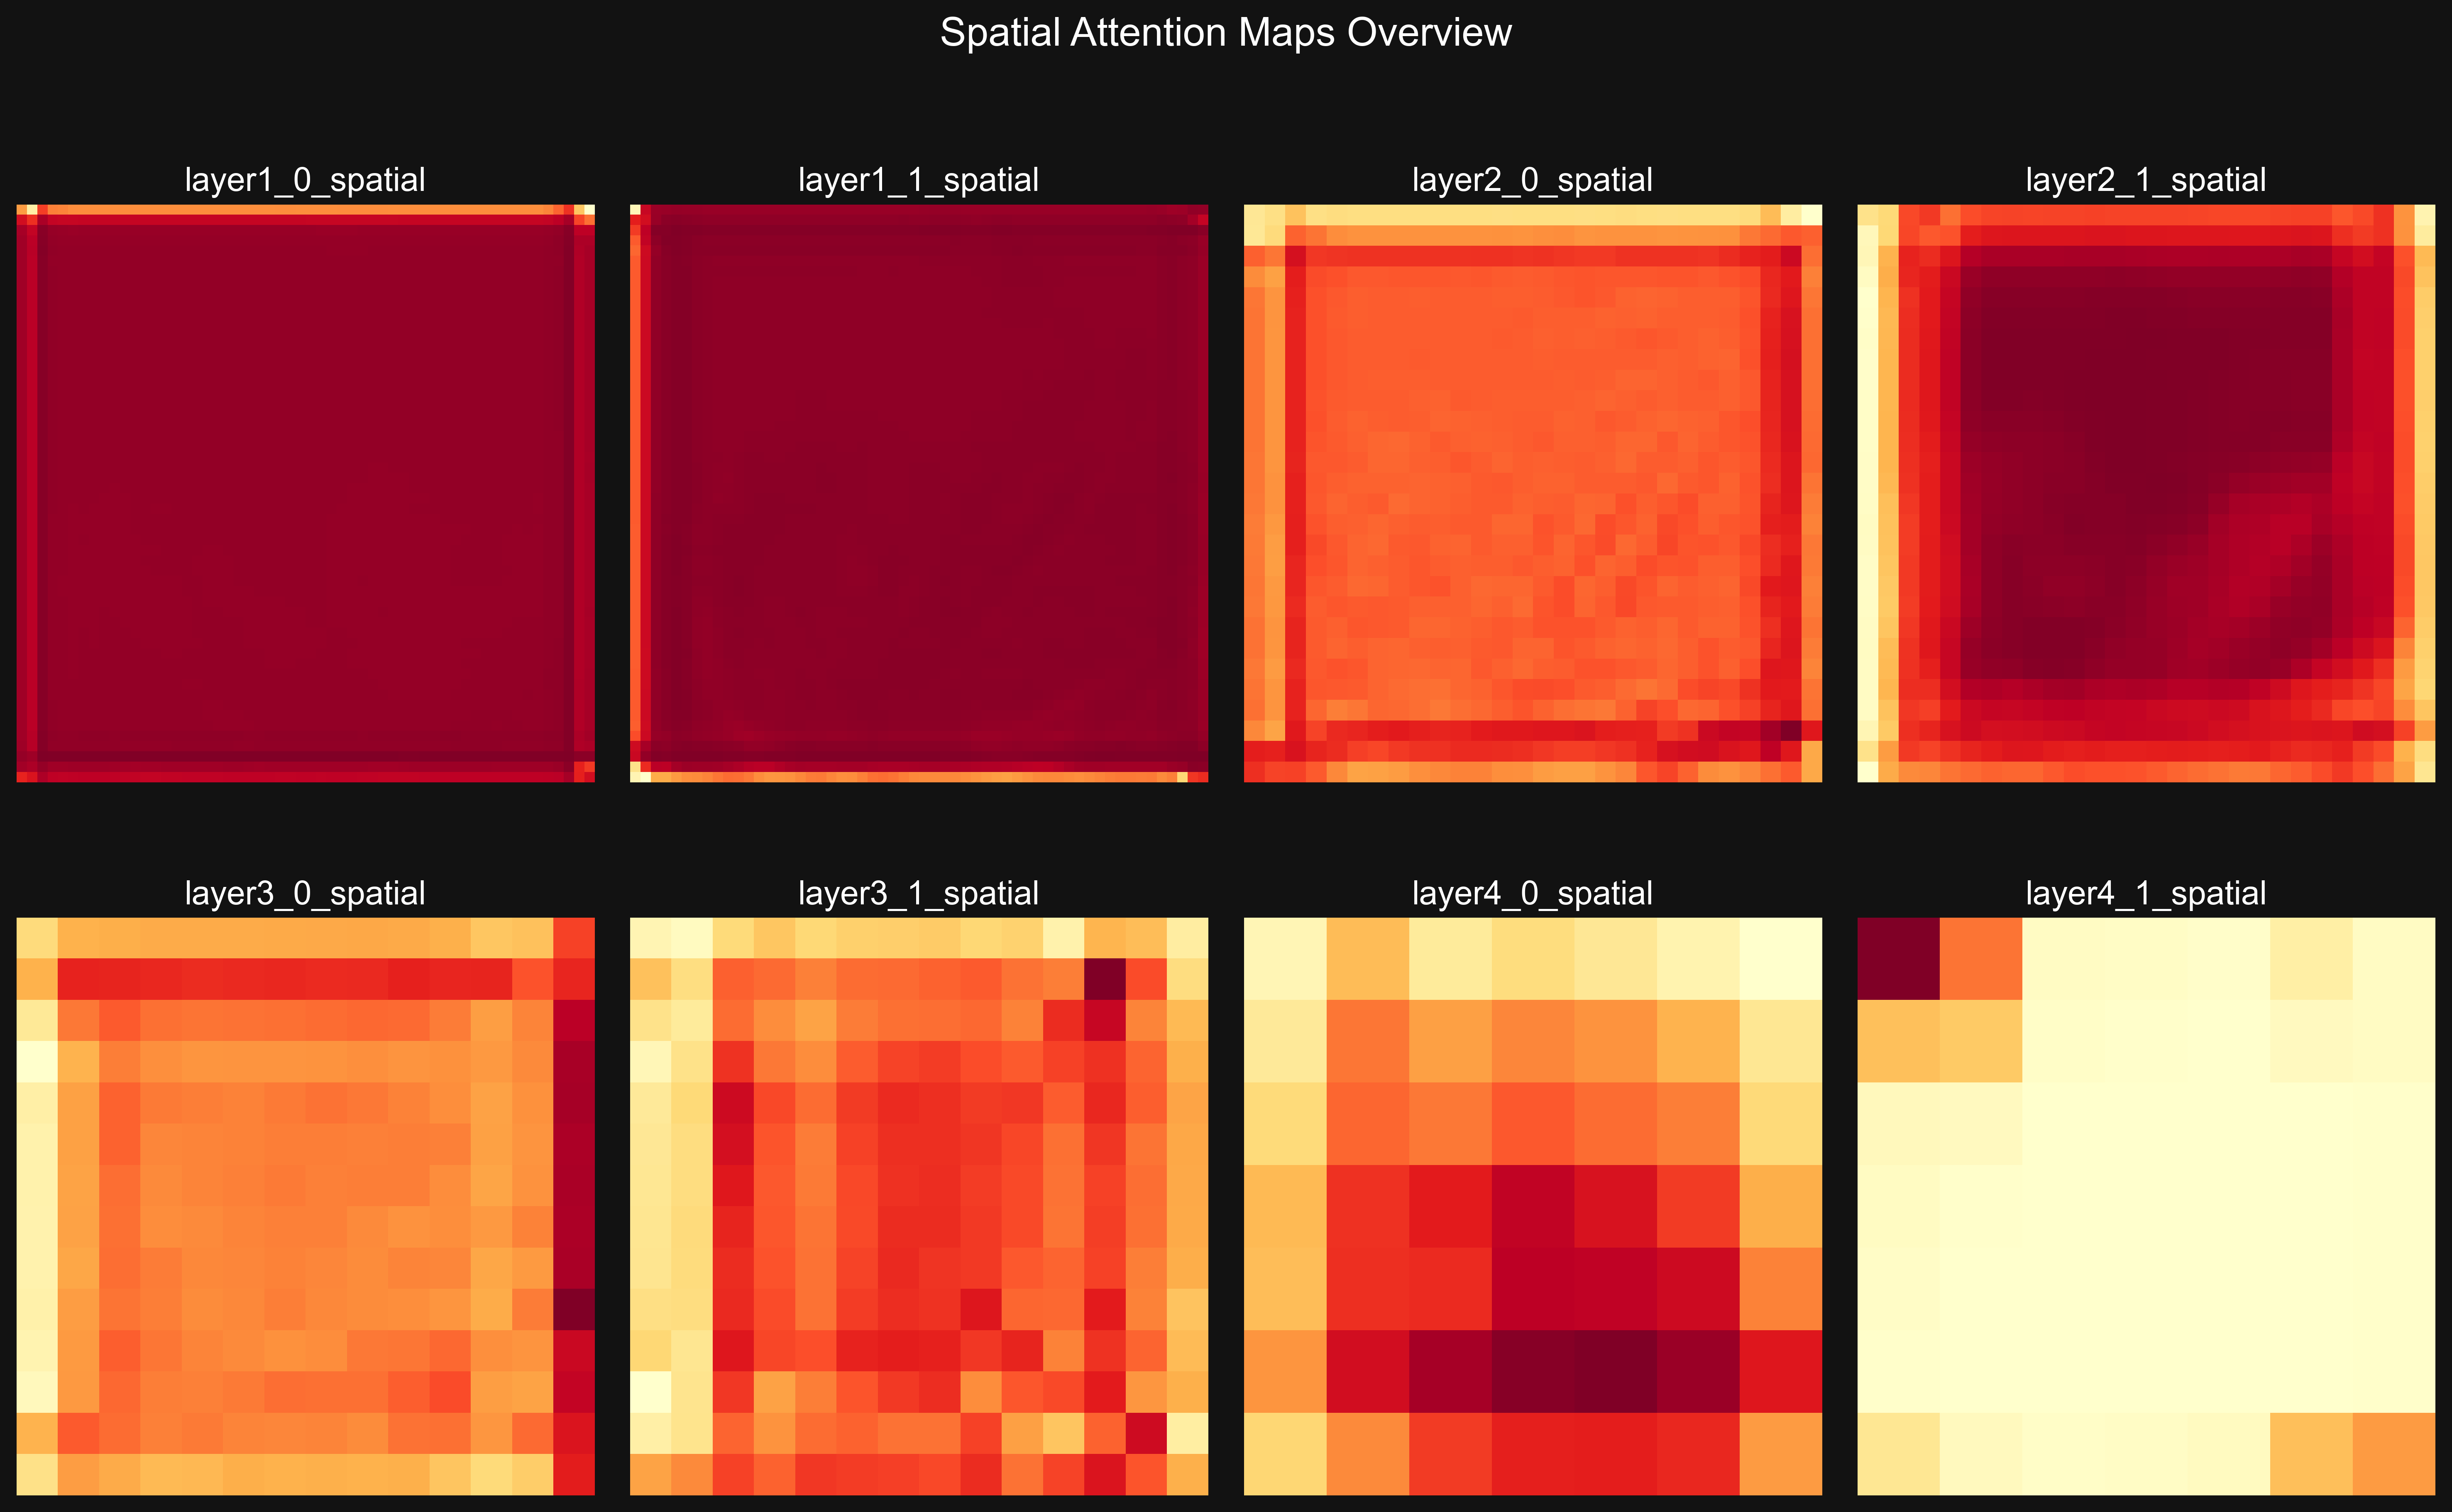 Spatial Attention Maps Overview
layer1_0_spatial
layer1_1_spatial
layer2_0_spatial
layer2_1_spatial
layer3_0_spatial
layer3_1_spatial
layer4_0_spatial
layer4_1_spatial